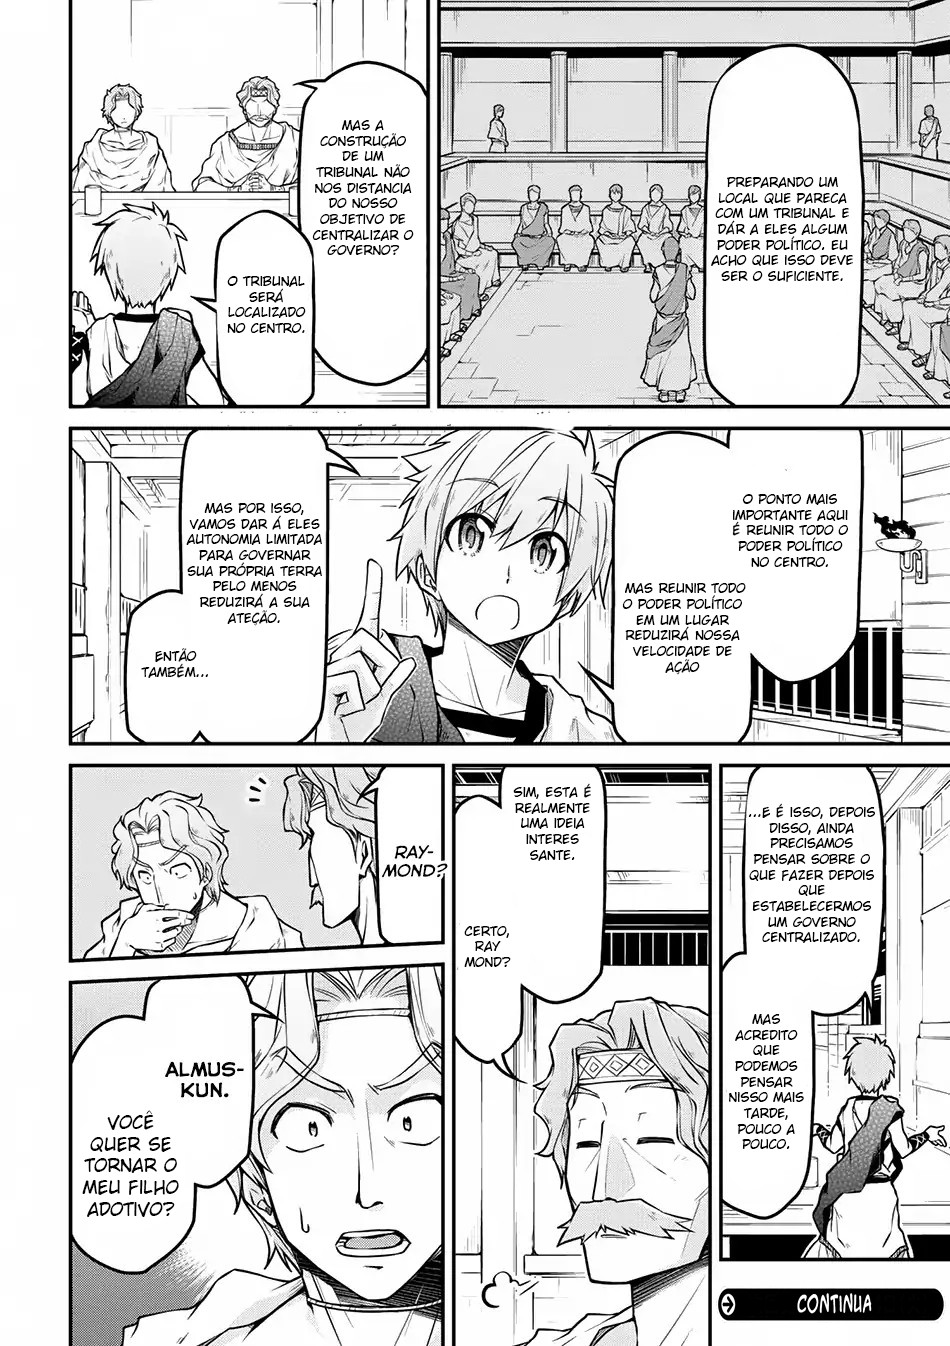 PREPARANDO UM
LOCAL QUE PARECA
COM UM TRIBUNAL E
DÁR A ELES ALGUM
PODER POLÍTICO. EU
ACHO QUE ISSO DEVE
SER O SUFICIENTE.
MAS A
CONSTRUÇÃO
DE UM
TRIBUNAL NÃO
NOS DISTANCIA
DO NOSSO
OBJETIVO DE
CENTRALIZAR O
GOVERNO?
O TRIBUNAL
SERÁ
LOCALIZADO
NO CENTRO.
O PONTO MAIS
IMPORTANTE AQUI
É REUNIR TODO O
PODER POLÍTICO
NO CENTRO.
MAS REUNIR TODO
O PODER POLÍTICO
EM UM LUGAR
REDUZIRÁ NOSSA
VELOCIDADE DE
AÇÃO
MAS POR ISSO,
VAMOS DAR Á ELES
AUTONOMIA LIMITADA
PARA GOVERNAR
SUA PRÓPRIA TERRA
PELO MENOS
REDUZIRÁ A SUA
ATEÇÃO.
ENTÃO
TAMBÉM...
...E É ISSO, DEPOIS
DISSO, AINDA
PRECISAMOS
PENSAR SOBRE O
QUE FAZER DEPOIS
QUE
ESTABELECERMOS
UM GOVERNO
CENTRALIZADO.
MAS
ACREDITO
QUE
PODEMOS
PENSAR
NISSO MAIS
TARDE,
POUCO A
POUCO.
SIM, ESTA É
REALMENTE
UMA IDEIA
INTERES
SANTE.
CERTO,
RAY
MOND?
RAY-
MOND?
ALMUS-
KUN.
VOCÊ
QUER SE
TORNAR O
MEU FILHO
ADOTIVO?
CONTINUA